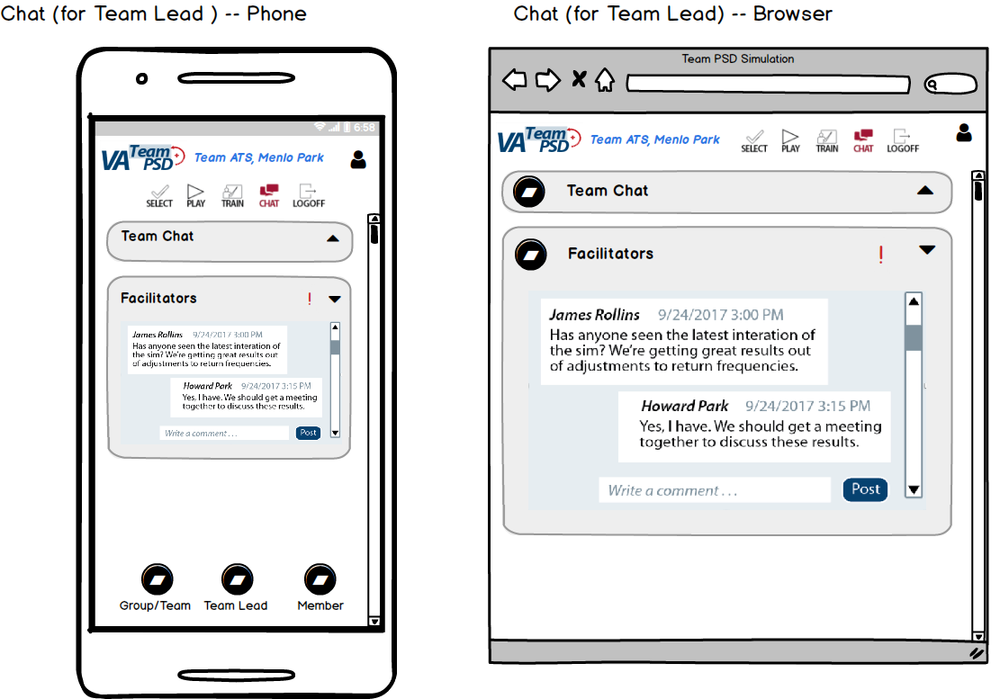 Chat (for Team Lead ) -- Phone
6:58
VA Team PSD
Team ATS, Menlo Park
SELECT PLAY TRAIN CHAT LOGOFF
Team Chat
Facilitators !
James Rollins 9/24/2017 3:00 PM
Has anyone seen the latest interation of
the sim? We're getting great results out
of adjustments to return frequencies.
Howard Park 9/24/2017 3:15 PM
Yes, I have. We should get a meeting
together to discuss these results.
Write a comment . . . Post
Group/Team Team Lead Member
Chat (for Team Lead) -- Browser
Team PSD Simulation
VA Team PSD
Team ATS, Menlo Park
SELECT PLAY TRAIN CHAT LOGOFF
Team Chat
Facilitators !
James Rollins 9/24/2017 3:00 PM
Has anyone seen the latest interation of
the sim? We're getting great results out
of adjustments to return frequencies.
Howard Park 9/24/2017 3:15 PM
Yes, I have. We should get a meeting
together to discuss these results.
Write a comment . . . Post